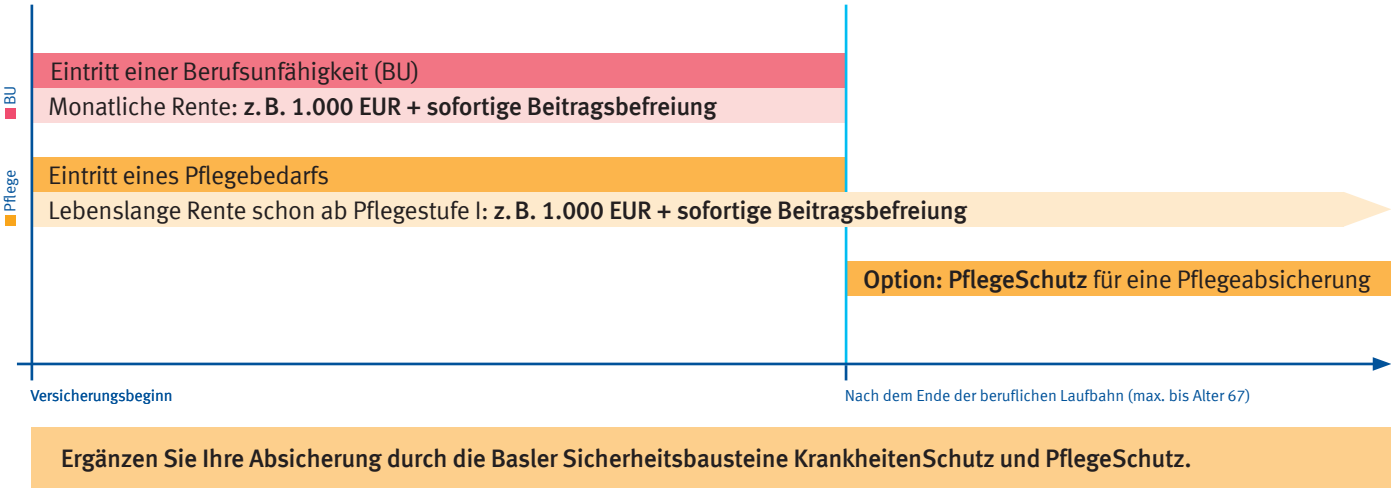 BU
Eintritt einer Berufsunfähigkeit (BU)
Monatliche Rente: z. B. 1.000 EUR + sofortige Beitragsbefreiung
Pflege
Eintritt eines Pflegebedarfs
Lebenslange Rente schon ab Pflegestufe I: z. B. 1.000 EUR + sofortige Beitragsbefreiung
Option: PflegeSchutz für eine Pflegeabsicherung
Versicherungsbeginn
Nach dem Ende der beruflichen Laufbahn (max. bis Alter 67)
Ergänzen Sie Ihre Absicherung durch die Basler Sicherheitsbausteine KrankheitenSchutz und PflegeSchutz.